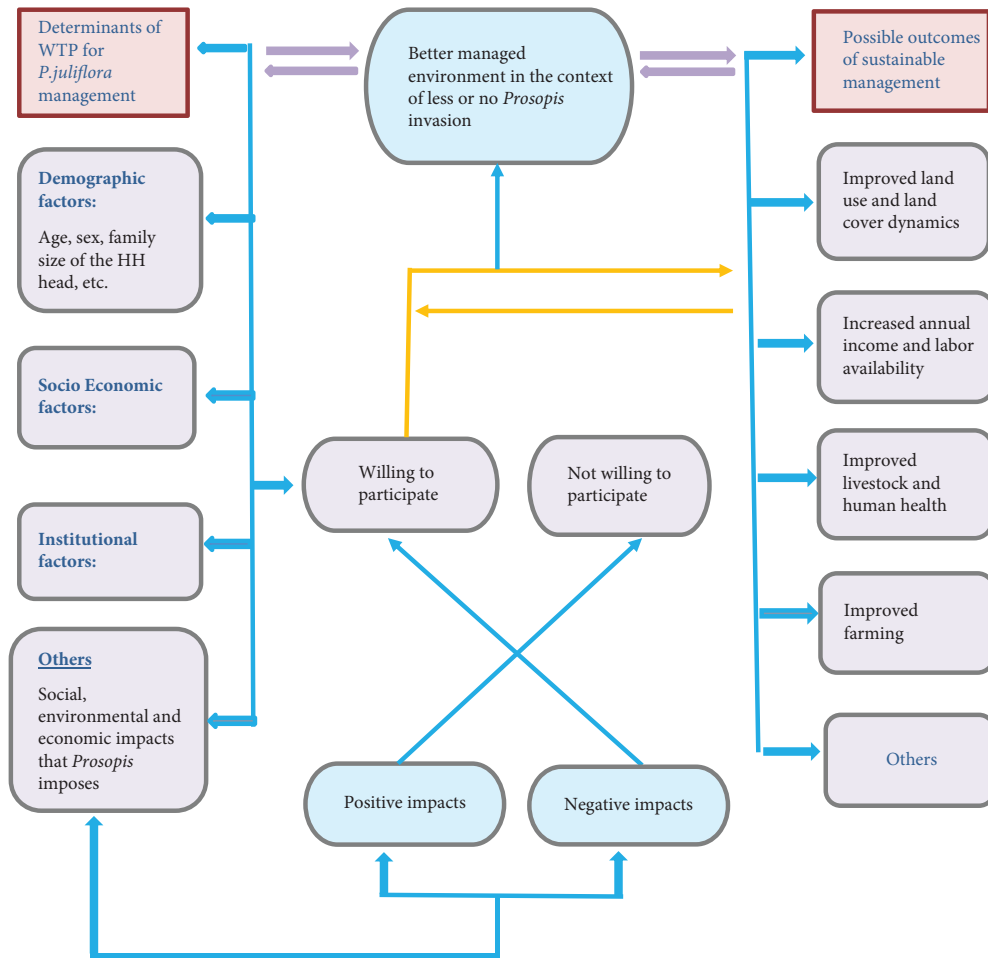 Determinants of
WTP for
P.juliflora
management
Better managed
environment in the context
of less or no Prosopis
invasion
Possible outcomes
of sustainable
management
Demographic
factors:
Age, sex, family
size of the HH
head, etc.
Socio Economic
factors:
Institutional
factors:
Others
Social,
environmental and
economic impacts
that Prosopis
imposes
Willing to
participate
Not willing to
participate
Positive impacts
Negative impacts
Improved land
use and land
cover dynamics
Increased annual
income and labor
availability
Improved
livestock and
human health
Improved
farming
Others